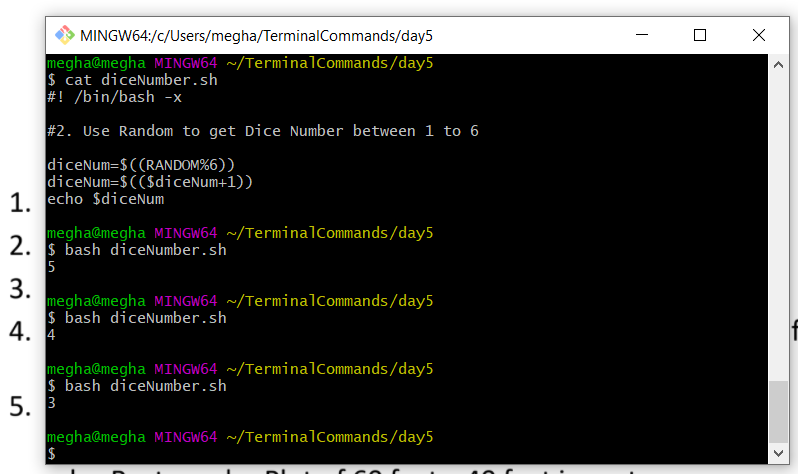 MINGW64:/c/Users/megha/TerminalCommands/day5
megha@megha MINGW64 ~/TerminalCommands/day5
$ cat diceNumber.sh
#! /bin/bash -x
#2. Use Random to get Dice Number between 1 to 6
diceNum=$((RANDOM%6))
diceNum=$(($diceNum+1))
echo $diceNum
1.
megha@megha MINGW64 ~/TerminalCommands/day5
2.
$ bash diceNumber.sh
5
3.
megha@megha MINGW64 ~/TerminalCommands/day5
$ bash diceNumber.sh
4.
4
megha@megha MINGW64 ~/TerminalCommands/day5
$ bash diceNumber.sh
3
5.
megha@megha MINGW64 ~/TerminalCommands/day5
$